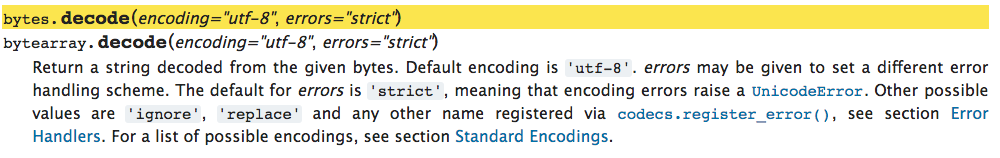 bytes.decode(encoding="utf-8", errors="strict")
bytearray.decode(encoding="utf-8", errors="strict")
Return a string decoded from the given bytes. Default encoding is 'utf-8'. errors may be given to set a different error
handling scheme. The default for errors is 'strict', meaning that encoding errors raise a UnicodeError. Other possible
values are 'ignore', 'replace' and any other name registered via codecs.register_error(), see section Error
Handlers. For a list of possible encodings, see section Standard Encodings.